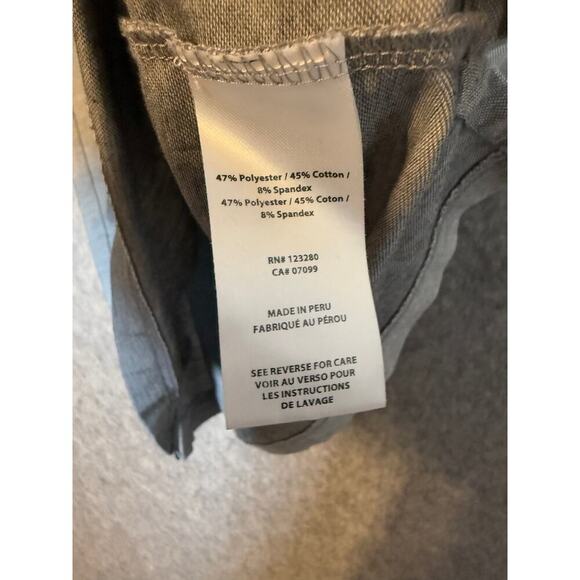 47% Polyester / 45% Cotton /
8% Spandex
47% Polyester / 45% Coton /
8% Spandex
RN# 123280
CA# 07099
MADE IN PERU
FABRIQUÉ AU PÉROU
SEE REVERSE FOR CARE
VOIR AU VERSO POUR
LES INSTRUCTIONS
DE LAVAGE